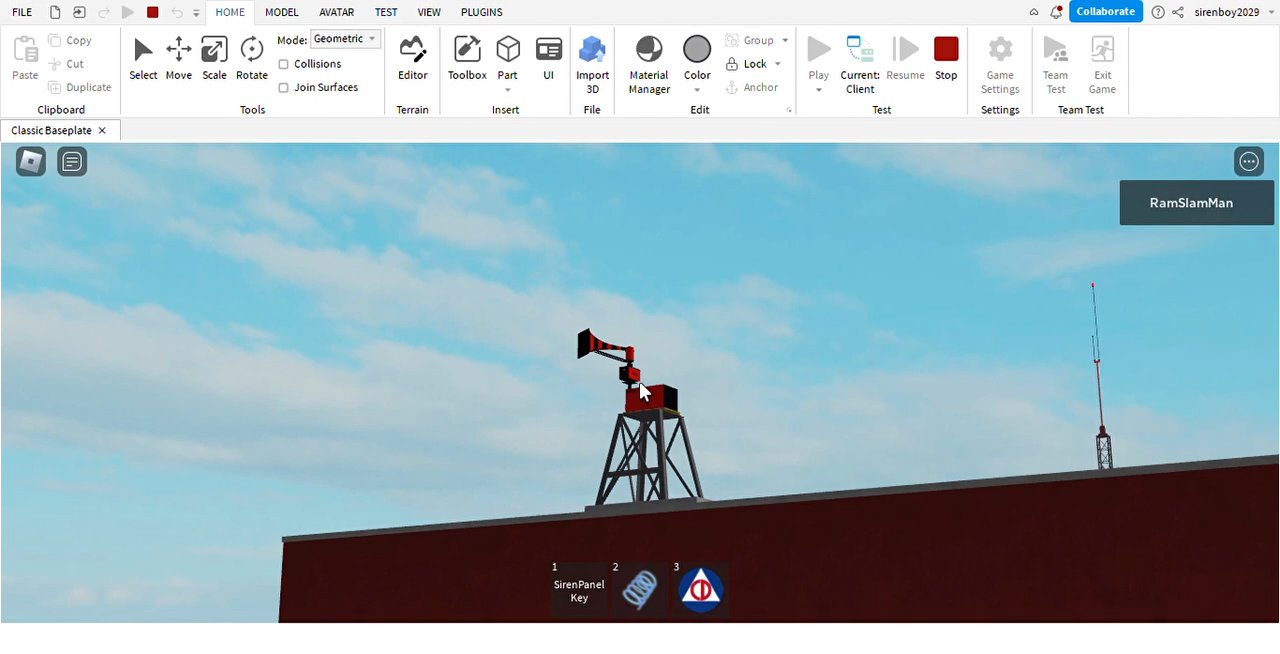 FILE HOME MODEL AVATAR TEST VIEW PLUGINS Collaborate sirenboy2029
Paste Copy Cut Duplicate Clipboard
Select Move Scale Rotate Mode: Geometric Collisions Join Surfaces Tools
Editor Terrain
Toolbox Part UI Insert
Import 3D File
Material Manager Color Group Lock Anchor Edit
Play Current: Client Resume Stop Test
Game Settings Settings
Team Test Exit Game Team Test
Classic Baseplate
RamSlamMan
1 2 3
SirenPanel
Key